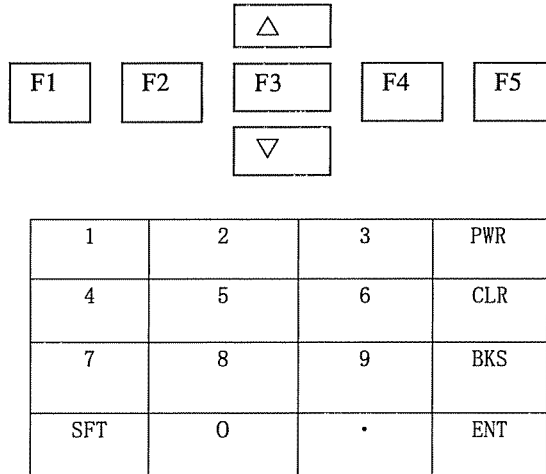 △
F1 F2 F3 F4 F5
▽
1 2 3 PWR
4 5 6 CLR
7 8 9 BKS
SFT 0 · ENT